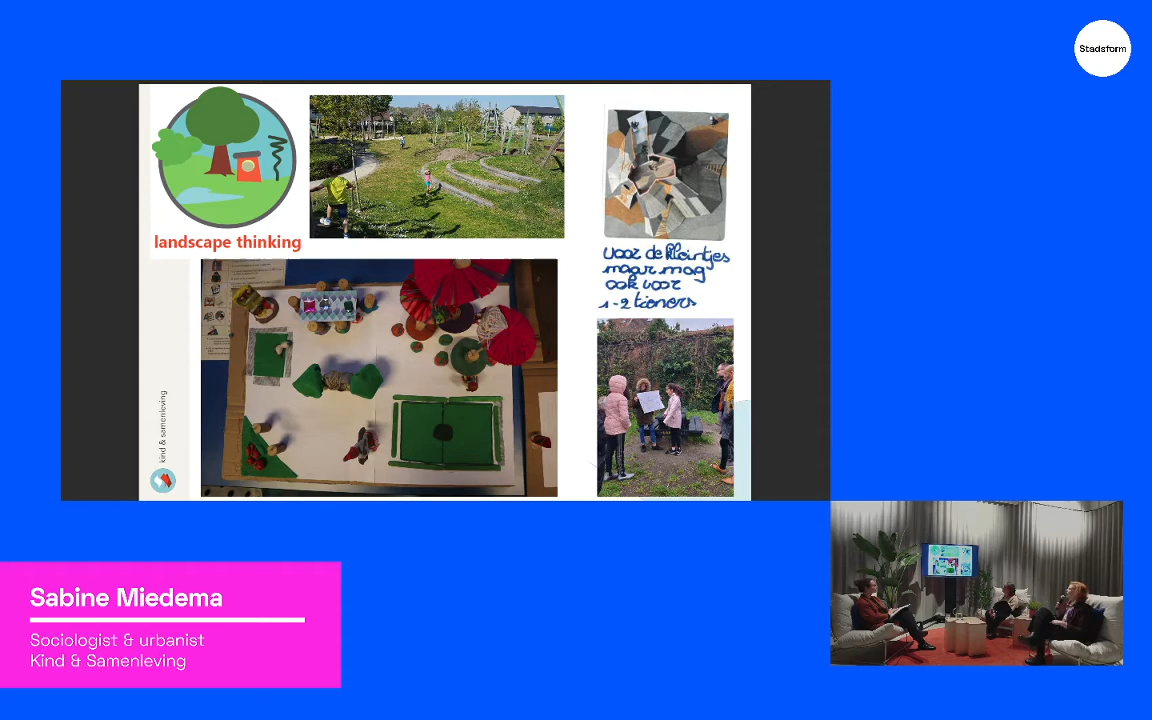 Stadsform
landscape thinking
voor de kleintjes
maar mag
ook voor
1-2 tieners
kind & samenleving
Sabine Miedema
Sociologist & urbanist
Kind & Samenleving